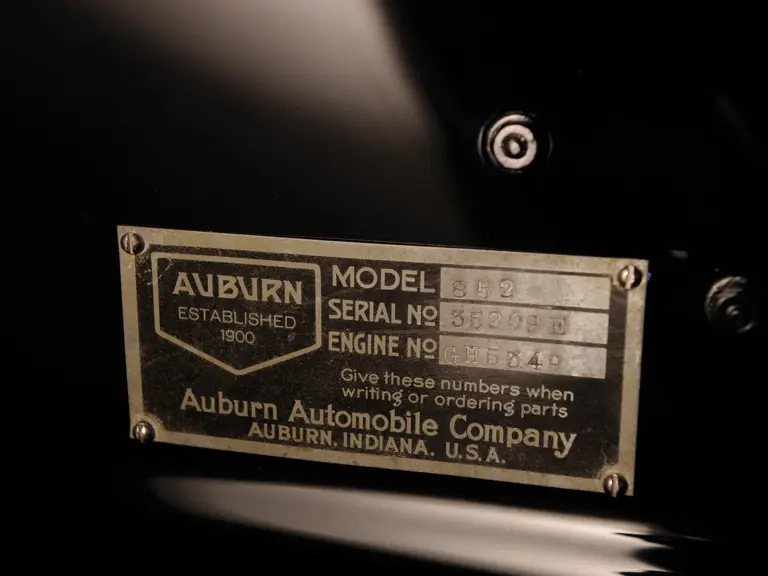 AUBURN
ESTABLISHED
1900
MODEL 852
SERIAL NO
ENGINE NO
Give these numbers when
writing or ordering parts
Auburn Automobile Company
AUBURN, INDIANA. U.S.A.